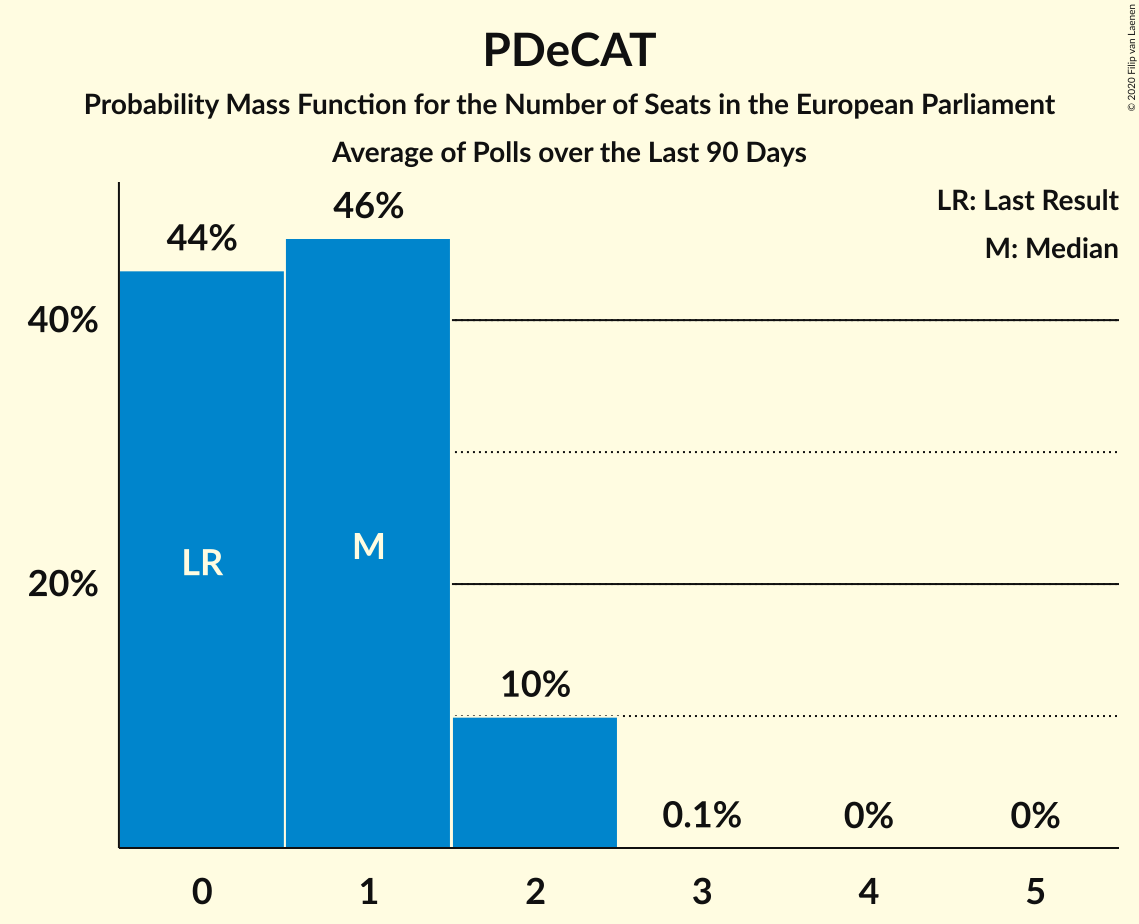 PDeCAT
Probability Mass Function for the Number of Seats in the European Parliament
Average of Polls over the Last 90 Days
© 2020 Filip van Laenen
LR: Last Result
M: Median
44%
46%
40%
LR
M
20%
10%
0.1%
0%
0%
0
1
2
3
4
5